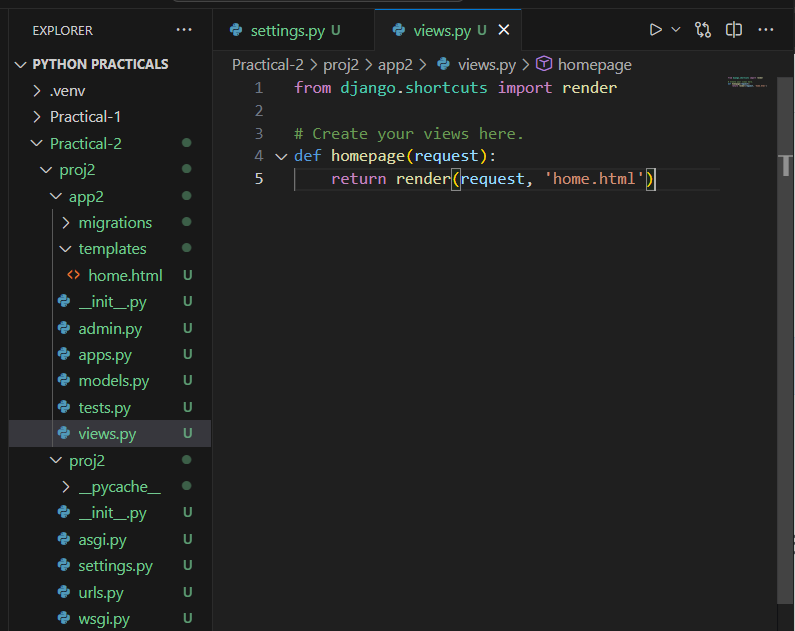 EXPLORER ...
PYTHON PRACTICALS
.venv
Practical-1
Practical-2
proj2
app2
migrations
templates
<> home.html U
__init__.py U
admin.py U
apps.py U
models.py U
tests.py U
views.py U
proj2
__pycache__
__init__.py U
asgi.py U
settings.py U
urls.py U
wsgi.py U
settings.py U views.py U
Practical-2 > proj2 > app2 > views.py > homepage
1 from django.shortcuts import render
2
3 # Create your views here.
4 def homepage(request):
5     return render(request, 'home.html')